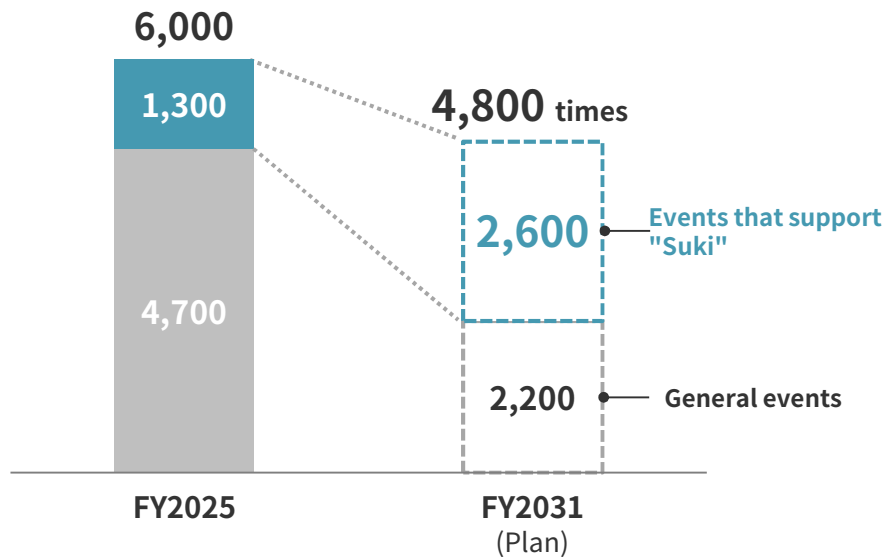 6,000
1,300
4,700
4,800 times
2,600
Events that support
"Suki"
2,200
General events
FY2025
FY2031
(Plan)